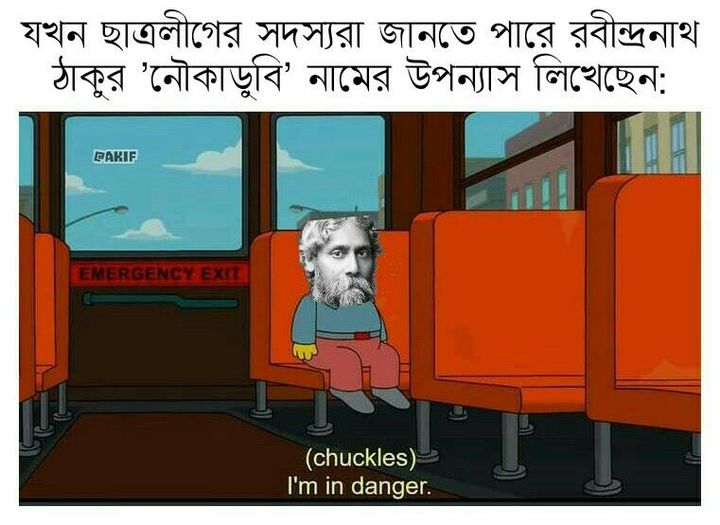 যখন ছাত্রলীগের সদস্যরা জানতে পারে রবীন্দ্রনাথ
ঠাকুর ’নৌকাডুবি’ নামের উপন্যাস লিখেছেন:
@AKIF
EMERGENCY EXIT
(chuckles)
I'm in danger.